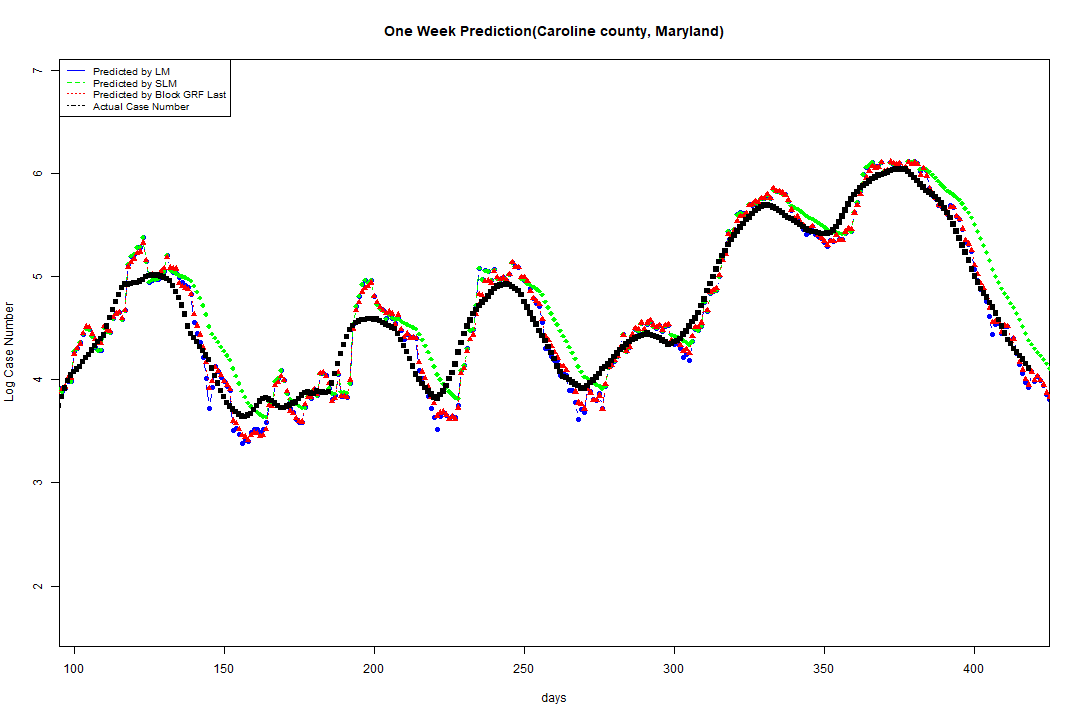 One Week Prediction(Caroline county, Maryland)
Predicted by LM
Predicted by SLM
Predicted by Block GRF Last
Actual Case Number
7
6
5
4
3
2
Log Case Number
100 150 200 250 300 350 400
days